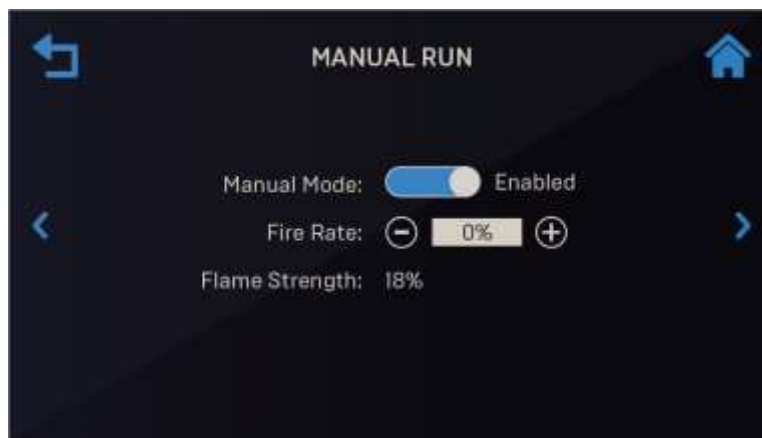 MANUAL RUN
Manual Mode: Enabled
Fire Rate: 0%
Flame Strength: 18%